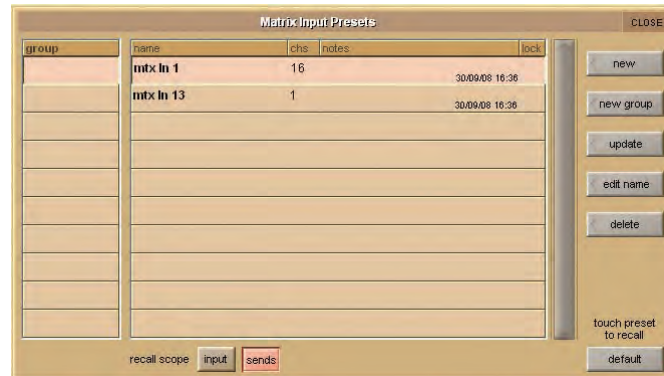 Matrix Input Presets CLOSE
group name chs notes lock
mtx In 1 16 30/09/08 16:36
mtx In 13 1 30/09/08 16:36
new
new group
update
edit name
delete
touch preset
to recall
recall scope input sends default